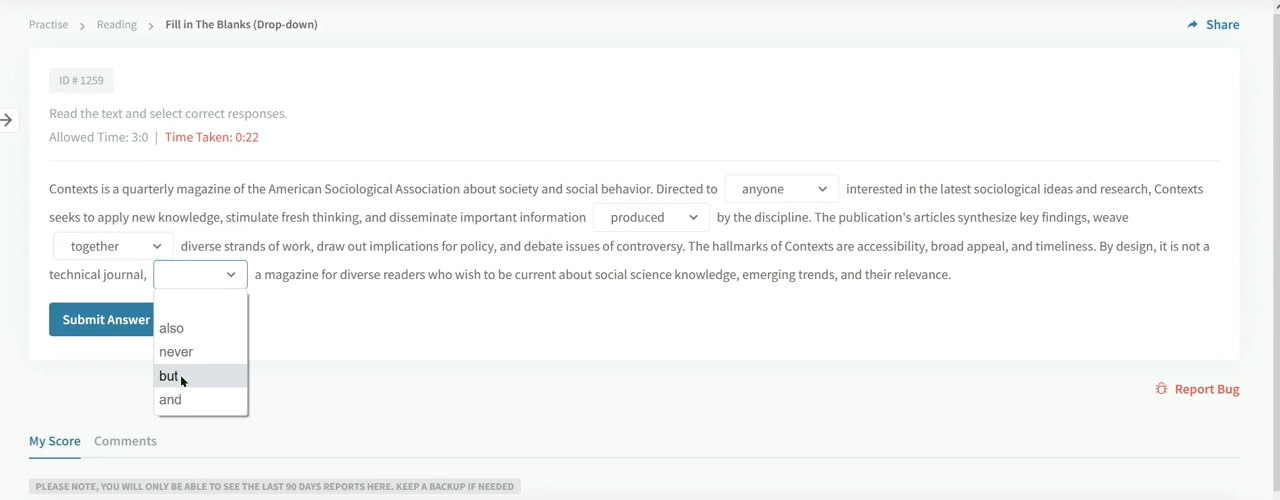 Practise > Reading > Fill in The Blanks (Drop-down)
Share
ID # 1259
Read the text and select correct responses.
Allowed Time: 3:0 | Time Taken: 0:22
Contexts is a quarterly magazine of the American Sociological Association about society and social behavior. Directed to anyone interested in the latest sociological ideas and research, Contexts
seeks to apply new knowledge, stimulate fresh thinking, and disseminate important information produced by the discipline. The publication's articles synthesize key findings, weave
together diverse strands of work, draw out implications for policy, and debate issues of controversy. The hallmarks of Contexts are accessibility, broad appeal, and timeliness. By design, it is not a
technical journal, a magazine for diverse readers who wish to be current about social science knowledge, emerging trends, and their relevance.
Submit Answer
also
never
but
and
Report Bug
My Score Comments
PLEASE NOTE, YOU WILL ONLY BE ABLE TO SEE THE LAST 90 DAYS REPORTS HERE. KEEP A BACKUP IF NEEDED